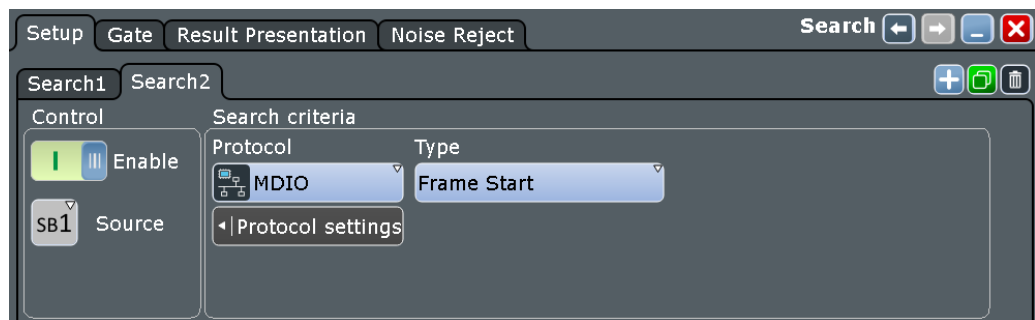 Setup Gate Result Presentation Noise Reject Search
Search1 Search2
Control Search criteria
Protocol Type
Enable MDIO Frame Start
SB1 Source Protocol settings